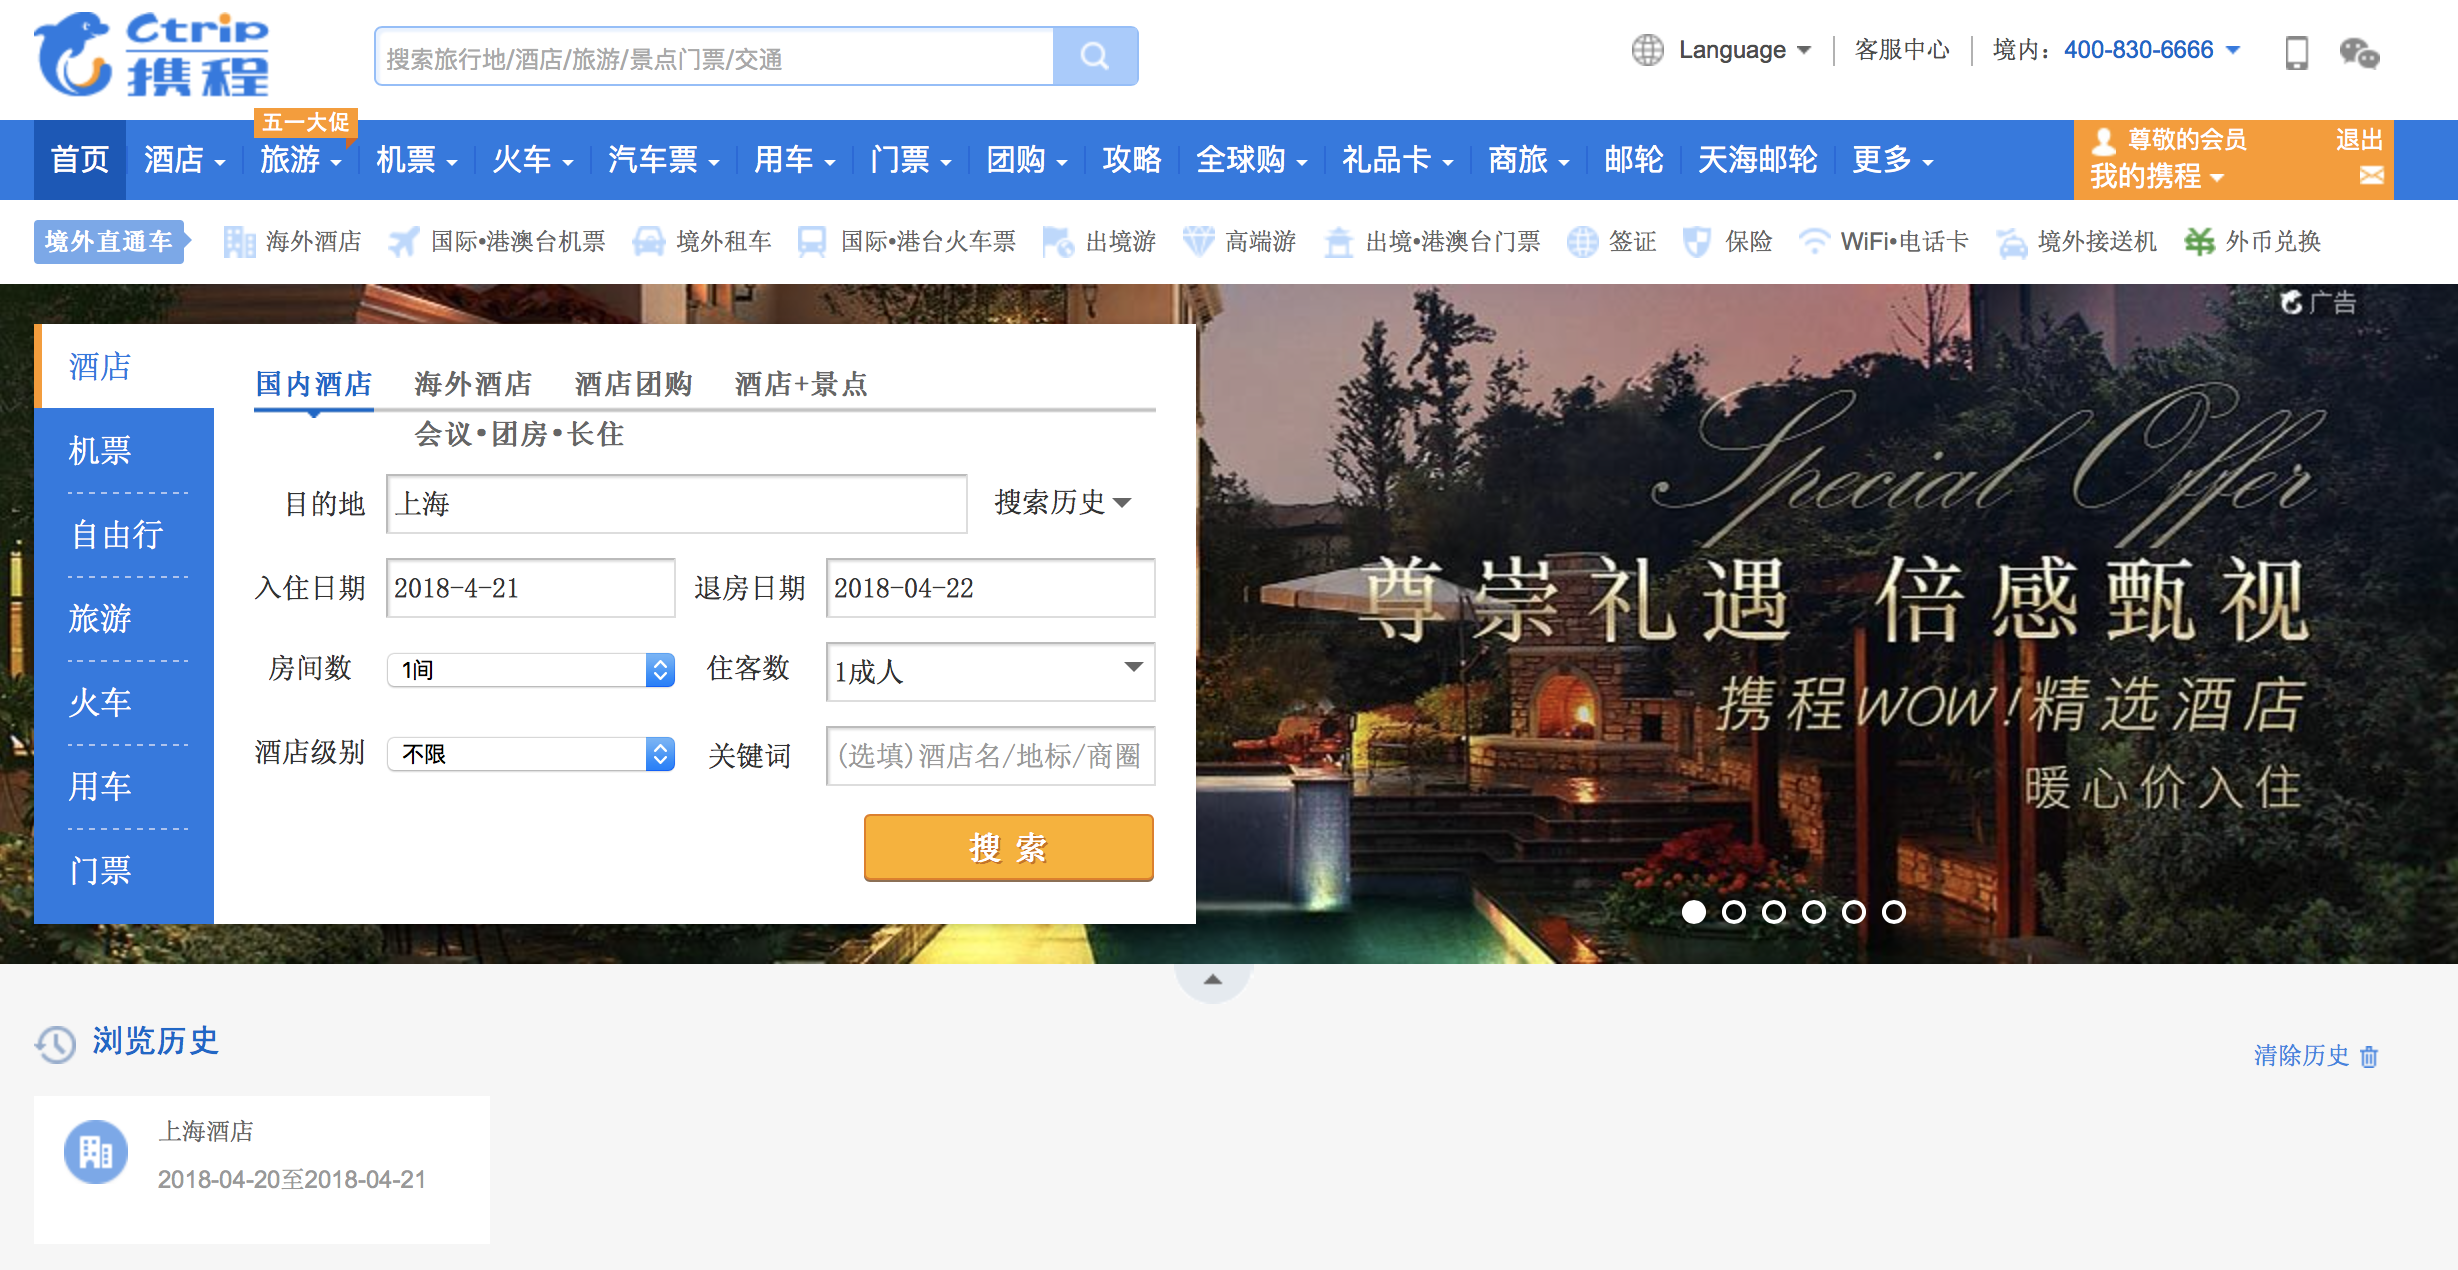 Ctrip
携程
搜索旅行地/酒店/旅游/景点门票/交通
Language
客服中心
境内：400-830-6666
五一大促
首页 酒店 旅游 机票 火车 汽车票 用车 门票 团购 攻略 全球购 礼品卡 商旅 邮轮 天海邮轮 更多
尊敬的会员 退出
我的携程
境外直通车 海外酒店 国际•港澳台机票 境外租车 国际•港台火车票 出境游 高端游 出境•港澳台门票 签证 保险 WiFi•电话卡 境外接送机 外币兑换
广告
酒店
机票
自由行
旅游
火车
用车
门票
国内酒店 海外酒店 酒店团购 酒店+景点
会议•团房•长住
目的地 上海 搜索历史
入住日期 2018-4-21 退房日期 2018-04-22
房间数 1间 住客数 1成人
酒店级别 不限 关键词 (选填)酒店名/地标/商圈
搜 索
Special Offer
尊崇礼遇 倍感甄视
携程WOW!精选酒店
暖心价入住
浏览历史
清除历史
上海酒店
2018-04-20至2018-04-21